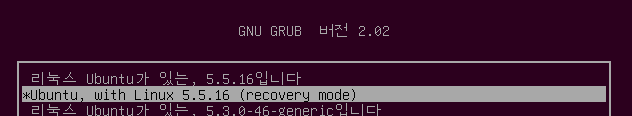 GNU GRUB 버전 2.02
리눅스 Ubuntu가 있는, 5.5.16입니다
*Ubuntu, with Linux 5.5.16 (recovery mode)
리눅스 Ubuntu가 있는, 5.3.0-46-generic입니다